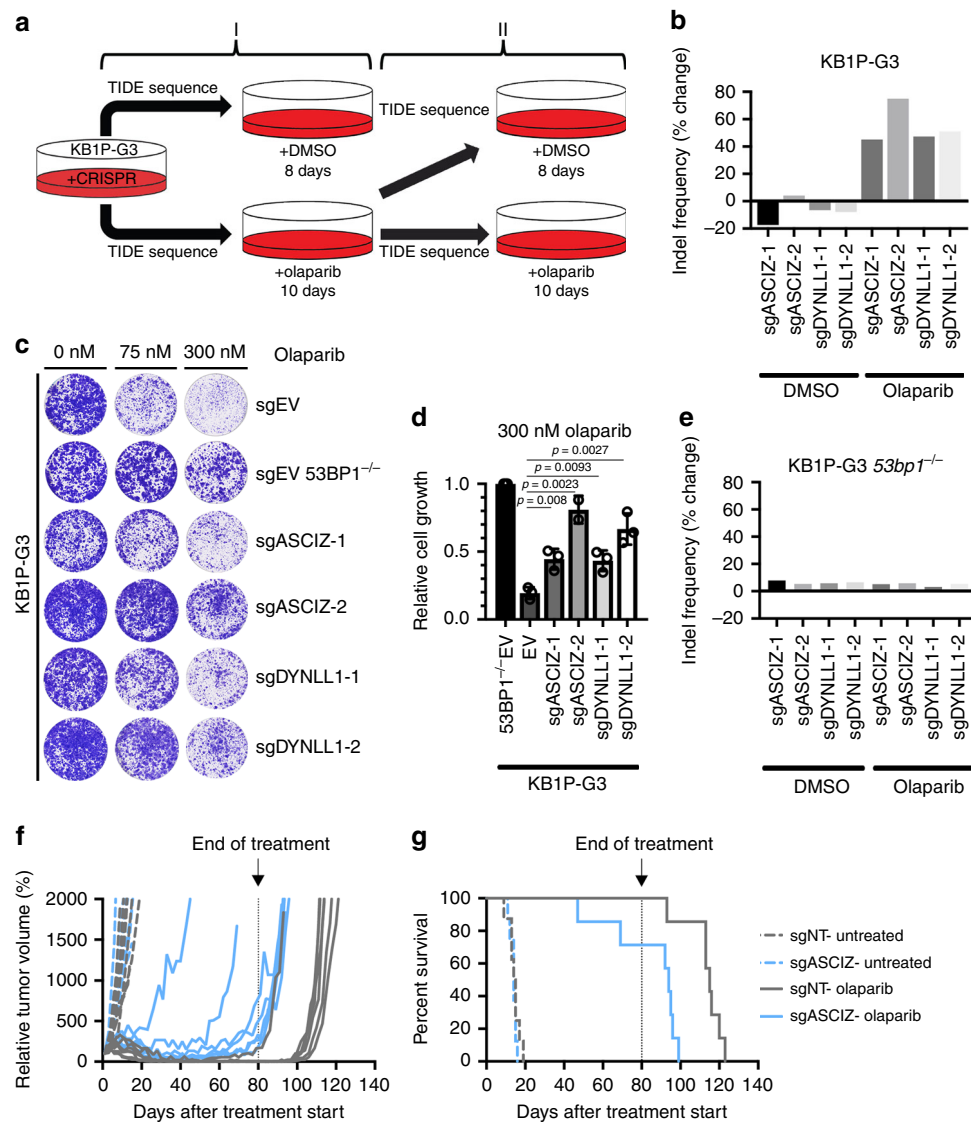 a
I
II
TIDE sequence
TIDE sequence
KB1P-G3
+CRISPR
+DMSO
8 days
+DMSO
8 days
TIDE sequence
TIDE sequence
+olaparib
10 days
+olaparib
10 days
b
KB1P-G3
Indel frequency (% change)
80
60
40
20
0
−20
sgASCIZ-1
sgASCIZ-2
sgDYNLL1-1
sgDYNLL1-2
sgASCIZ-1
sgASCIZ-2
sgDYNLL1-1
sgDYNLL1-2
DMSO
Olaparib
c
0 nM
75 nM
300 nM
Olaparib
KB1P-G3
sgEV
sgEV 53BP1−/−
sgASCIZ-1
sgASCIZ-2
sgDYNLL1-1
sgDYNLL1-2
d
300 nM olaparib
p = 0.0027
p = 0.0093
p = 0.0023
p = 0.008
Relative cell growth
1.0
0.5
0.0
53BP1−/− EV
EV
sgASCIZ-1
sgASCIZ-2
sgDYNLL1-1
sgDYNLL1-2
KB1P-G3
e
KB1P-G3 53bp1−/−
Indel frequency (% change)
80
60
40
20
0
−20
sgASCIZ-1
sgASCIZ-2
sgDYNLL1-1
sgDYNLL1-2
sgASCIZ-1
sgASCIZ-2
sgDYNLL1-1
sgDYNLL1-2
DMSO
Olaparib
f
End of treatment
Relative tumor volume (%)
2000
1500
1000
500
0
0 20 40 60 80 100 120 140
Days after treatment start
g
End of treatment
Percent survival
100
80
60
40
20
0
0 20 40 60 80 100 120 140
Days after treatment start
sgNT- untreated
sgASCIZ- untreated
sgNT- olaparib
sgASCIZ- olaparib